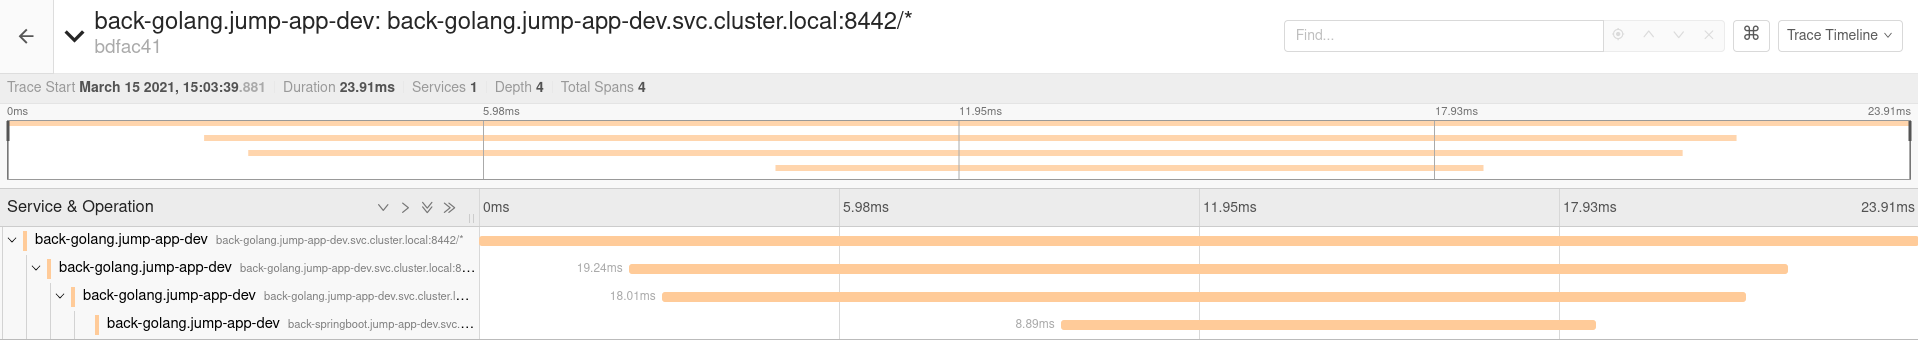 back-golang.jump-app-dev: back-golang.jump-app-dev.svc.cluster.local:8442/*
bdfac41
Find...
⌘
Trace Timeline
Trace Start March 15 2021, 15:03:39.881 Duration 23.91ms Services 1 Depth 4 Total Spans 4
0ms 5.98ms 11.95ms 17.93ms 23.91ms
Service & Operation 0ms 5.98ms 11.95ms 17.93ms 23.91ms
back-golang.jump-app-dev back-golang.jump-app-dev.svc.cluster.local:8442/*
back-golang.jump-app-dev back-golang.jump-app-dev.svc.cluster.local:8... 19.24ms
back-golang.jump-app-dev back-golang.jump-app-dev.svc.cluster.l... 18.01ms
back-golang.jump-app-dev back-springboot.jump-app-dev.svc.... 8.89ms